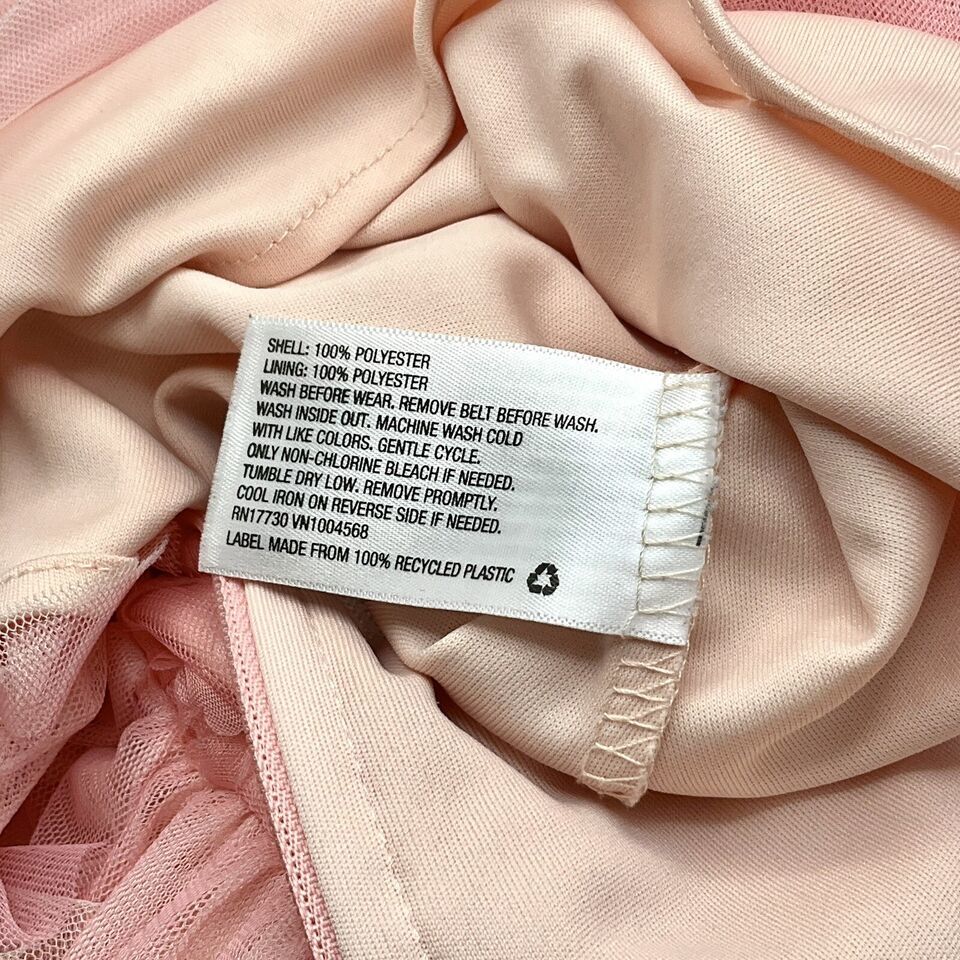 SHELL: 100% POLYESTER
LINING: 100% POLYESTER
WASH BEFORE WEAR. REMOVE BELT BEFORE WASH.
WASH INSIDE OUT. MACHINE WASH COLD
WITH LIKE COLORS. GENTLE CYCLE.
ONLY NON-CHLORINE BLEACH IF NEEDED.
TUMBLE DRY LOW. REMOVE PROMPTLY.
COOL IRON ON REVERSE SIDE IF NEEDED.
RN17730 VN1004568
LABEL MADE FROM 100% RECYCLED PLASTIC